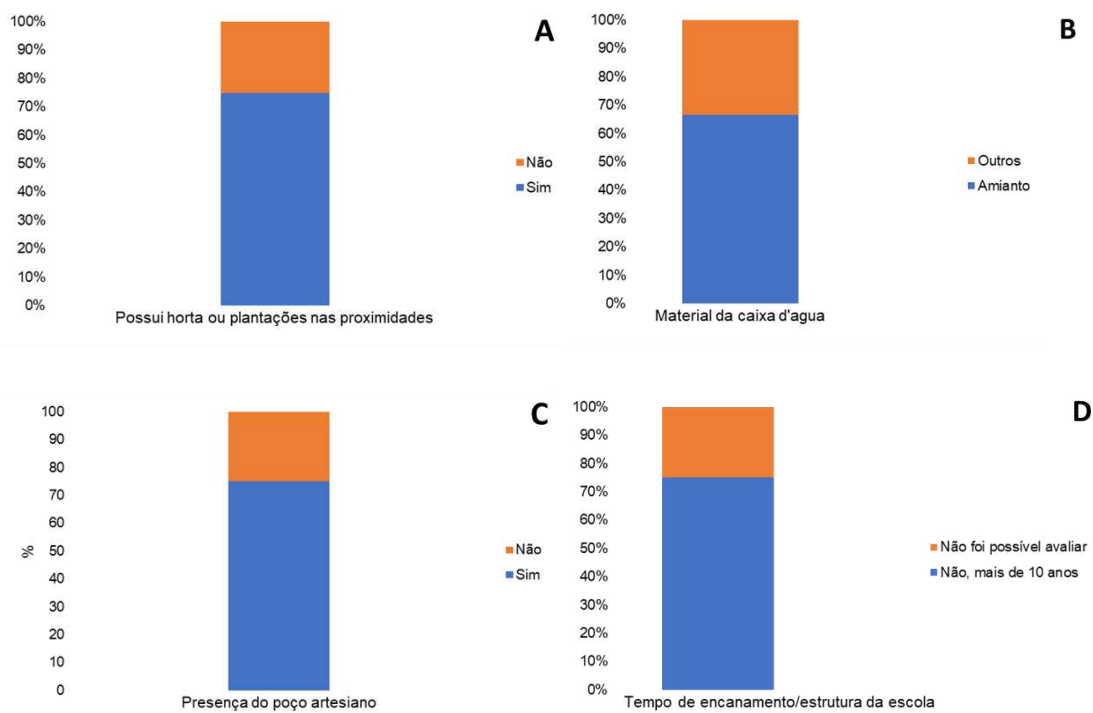 A
100%
90%
80%
70%
60%
50%
40%
30%
20%
10%
0%
Não
Sim
Possui horta ou plantações nas proximidades
B
100%
90%
80%
70%
60%
50%
40%
30%
20%
10%
0%
Outros
Amianto
Material da caixa d'agua
C
100
90
80
70
60
50
40
30
20
10
0
%
Não
Sim
Presença do poço artesiano
D
100%
90%
80%
70%
60%
50%
40%
30%
20%
10%
0%
Não foi possível avaliar
Não, mais de 10 anos
Tempo de encanamento/estrutura da escola